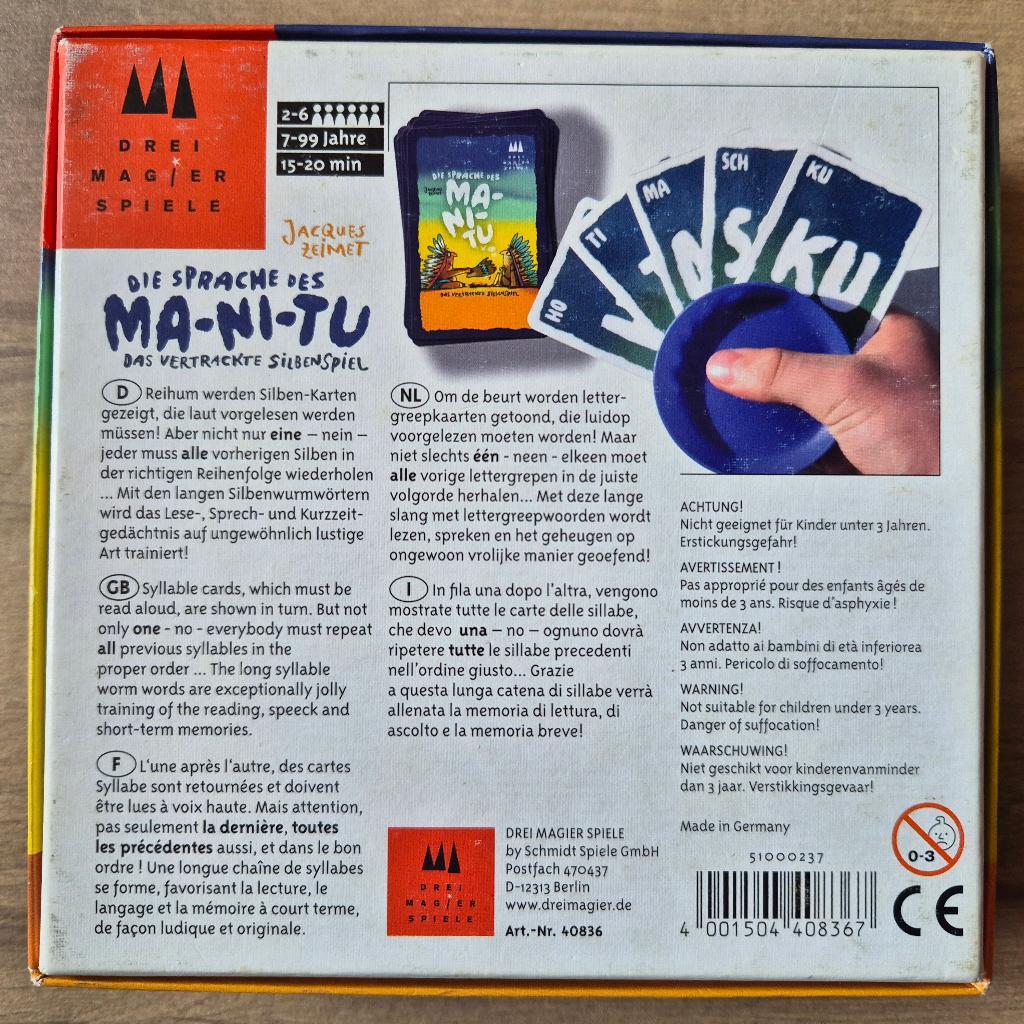 DREI
MAGIER
SPIELE
2-6
7-99 Jahre
15-20 min
JACQUES
ZEIMET
DIE SPRACHE DES
MA-NI-TU
DAS VERTRACKTE SILBENSPIEL
DIE SPRACHE DES
MA-
NI-
TU
DAS VERTRACKTE SILBENSPIEL
HO
TI
MA
SCH
KU
KU
D Reihum werden Silben-Karten
gezeigt, die laut vorgelesen werden
müssen! Aber nicht nur eine – nein –
jeder muss alle vorherigen Silben in
der richtigen Reihenfolge wiederholen
... Mit den langen Silbenwurmwörtern
wird das Lese-, Sprech- und Kurzzeit-
gedächtnis auf ungewöhnlich lustige
Art trainiert!
GB Syllable cards, which must be
read aloud, are shown in turn. But not
only one - no - everybody must repeat
all previous syllables in the
proper order ... The long syllable
worm words are exceptionally jolly
training of the reading, speeck and
short-term memories.
F L'une après l'autre, des cartes
Syllabe sont retournées et doivent
être lues à voix haute. Mais attention,
pas seulement la dernière, toutes
les précédentes aussi, et dans le bon
ordre ! Une longue chaîne de syllabes
se forme, favorisant la lecture, le
langage et la mémoire à court terme,
de façon ludique et originale.
NL Om de beurt worden letter-
greepkaarten getoond, die luidop
voorgelezen moeten worden! Maar
niet slechts één - neen - elkeen moet
alle vorige lettergrepen in de juiste
volgorde herhalen... Met deze lange
slang met lettergreepwoorden wordt
lezen, spreken en het geheugen op
ongewoon vrolijke manier geoefend!
I In fila una dopo l'altra, vengono
mostrate tutte le carte delle sillabe,
che devo una – no – ognuno dovrà
ripetere tutte le sillabe precedenti
nell'ordine giusto... Grazie
a questa lunga catena di sillabe verrà
allenata la memoria di lettura, di
ascolto e la memoria breve!
ACHTUNG!
Nicht geeignet für Kinder unter 3 Jahren.
Erstickungsgefahr!
AVERTISSEMENT !
Pas approprié pour des enfants âgés de
moins de 3 ans. Risque d'asphyxie !
AVVERTENZA!
Non adatto ai bambini di età inferiorea
3 anni. Pericolo di soffocamento!
WARNING!
Not suitable for children under 3 years.
Danger of suffocation!
WAARSCHUWING!
Niet geschikt voor kinderenvanminder
dan 3 jaar. Verstikkingsgevaar!
Made in Germany
0-3
CE
DREI
MAGIER
SPIELE
DREI MAGIER SPIELE
by Schmidt Spiele GmbH
Postfach 470437
D-12313 Berlin
www.dreimagier.de
Art.-Nr. 40836
51000237
4 001504 408367